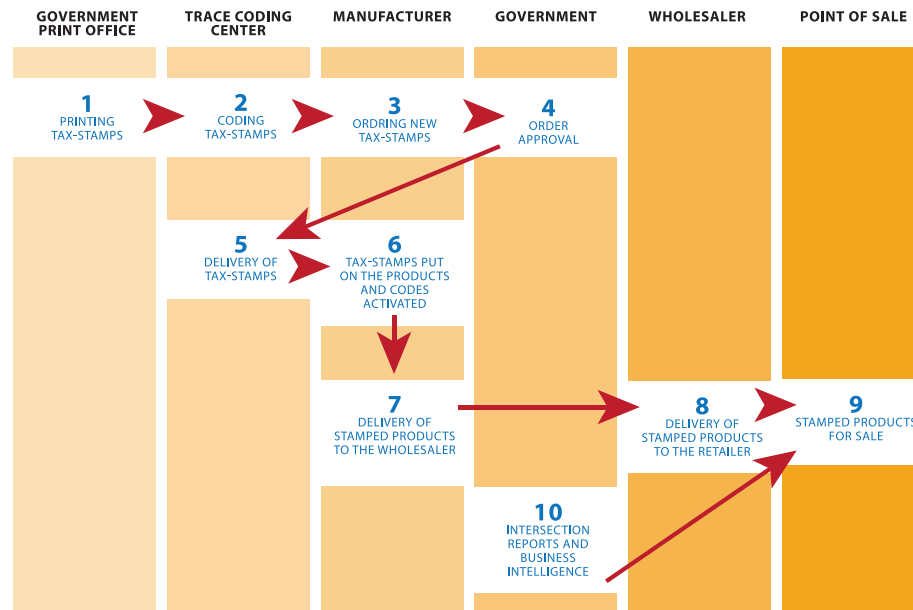 GOVERNMENT
PRINT OFFICE
TRACE CODING
CENTER
MANUFACTURER
GOVERNMENT
WHOLESALER
POINT OF SALE
1
PRINTING
TAX-STAMPS
2
CODING
TAX-STAMPS
3
ORDRING NEW
TAX-STAMPS
4
ORDER
APPROVAL
5
DELIVERY OF
TAX-STAMPS
6
TAX-STAMPS PUT
ON THE PRODUCTS
AND CODES
ACTIVATED
7
DELIVERY OF
STAMPED PRODUCTS
TO THE WHOLESALER
8
DELIVERY OF
STAMPED PRODUCTS
TO THE RETAILER
9
STAMPED PRODUCTS
FOR SALE
10
INTERSECTION
REPORTS AND
BUSINESS
INTELLIGENCE